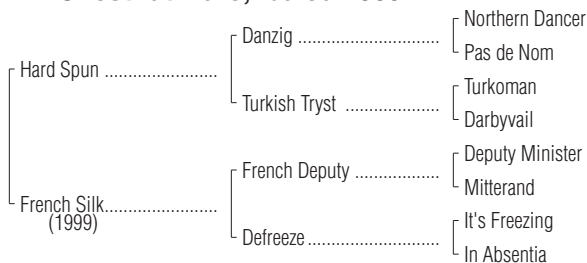 Northern Dancer
Danzig ................................
Pas de Nom
Hard Spun ..........................
Turkoman
Turkish Tryst .....................
Darbyvail
Deputy Minister
French Deputy ...................
Mitterand
French Silk..........................
(1999)
It's Freezing
Defreeze..............................
In Absentia